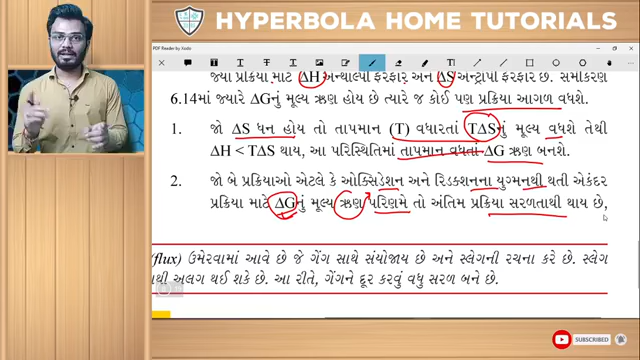 HYPERBOLA HOME TUTORIALS
PDF Reader by Xodo
જ્યાં પ્રક્રિયા માટે ΔH એન્થાલ્પી ફેરફાર અને ΔS એન્ટ્રોપી ફેરફાર છે. સમીકરણ
6.14માં જ્યારે ΔGનું મૂલ્ય ઋણ હોય છે ત્યારે જ કોઈ પણ પ્રક્રિયા આગળ વધશે.
1. જો ΔS ધન હોય તો તાપમાન (T) વધારતાં TΔSનું મૂલ્ય વધશે તેથી
ΔH < TΔS થાય, આ પરિસ્થિતિમાં તાપમાન વધતાં ΔG ઋણ બનશે.
2. જો બે પ્રક્રિયાઓ એટલે કે ઓક્સિડેશન અને રિડક્શનના યુગ્મનથી થતી એકંદર
પ્રક્રિયા માટે ΔGનું મૂલ્ય ઋણ પરિણમે તો અંતિમ પ્રક્રિયા સરળતાથી થાય છે,
(flux) ઉમેરવામાં આવે છે જે ગેંગ સાથે સંયોજાય છે અને સ્લેગની રચના કરે છે. સ્લેગ
થી અલગ થઈ શકે છે. આ રીતે, ગેંગને દૂર કરવું વધુ સરળ બને છે.
SUBSCRIBED